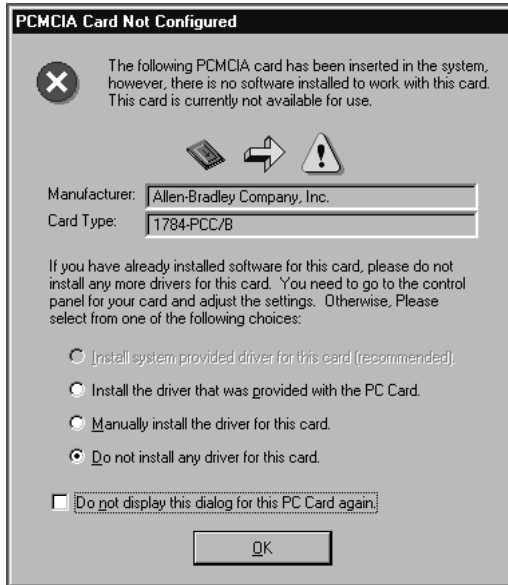 PCMCIA Card Not Configured
The following PCMCIA card has been inserted in the system,
however, there is no software installed to work with this card.
This card is currently not available for use.
Manufacturer: Allen-Bradley Company, Inc.
Card Type: 1784-PCC/B
If you have already installed software for this card, please do not
install any more drivers for this card. You need to go to the control
panel for your card and adjust the settings. Otherwise, Please
select from one of the following choices:
Install system provided driver for this card (recommended).
Install the driver that was provided with the PC Card.
Manually install the driver for this card.
Do not install any driver for this card.
Do not display this dialog for this PC Card again.
OK